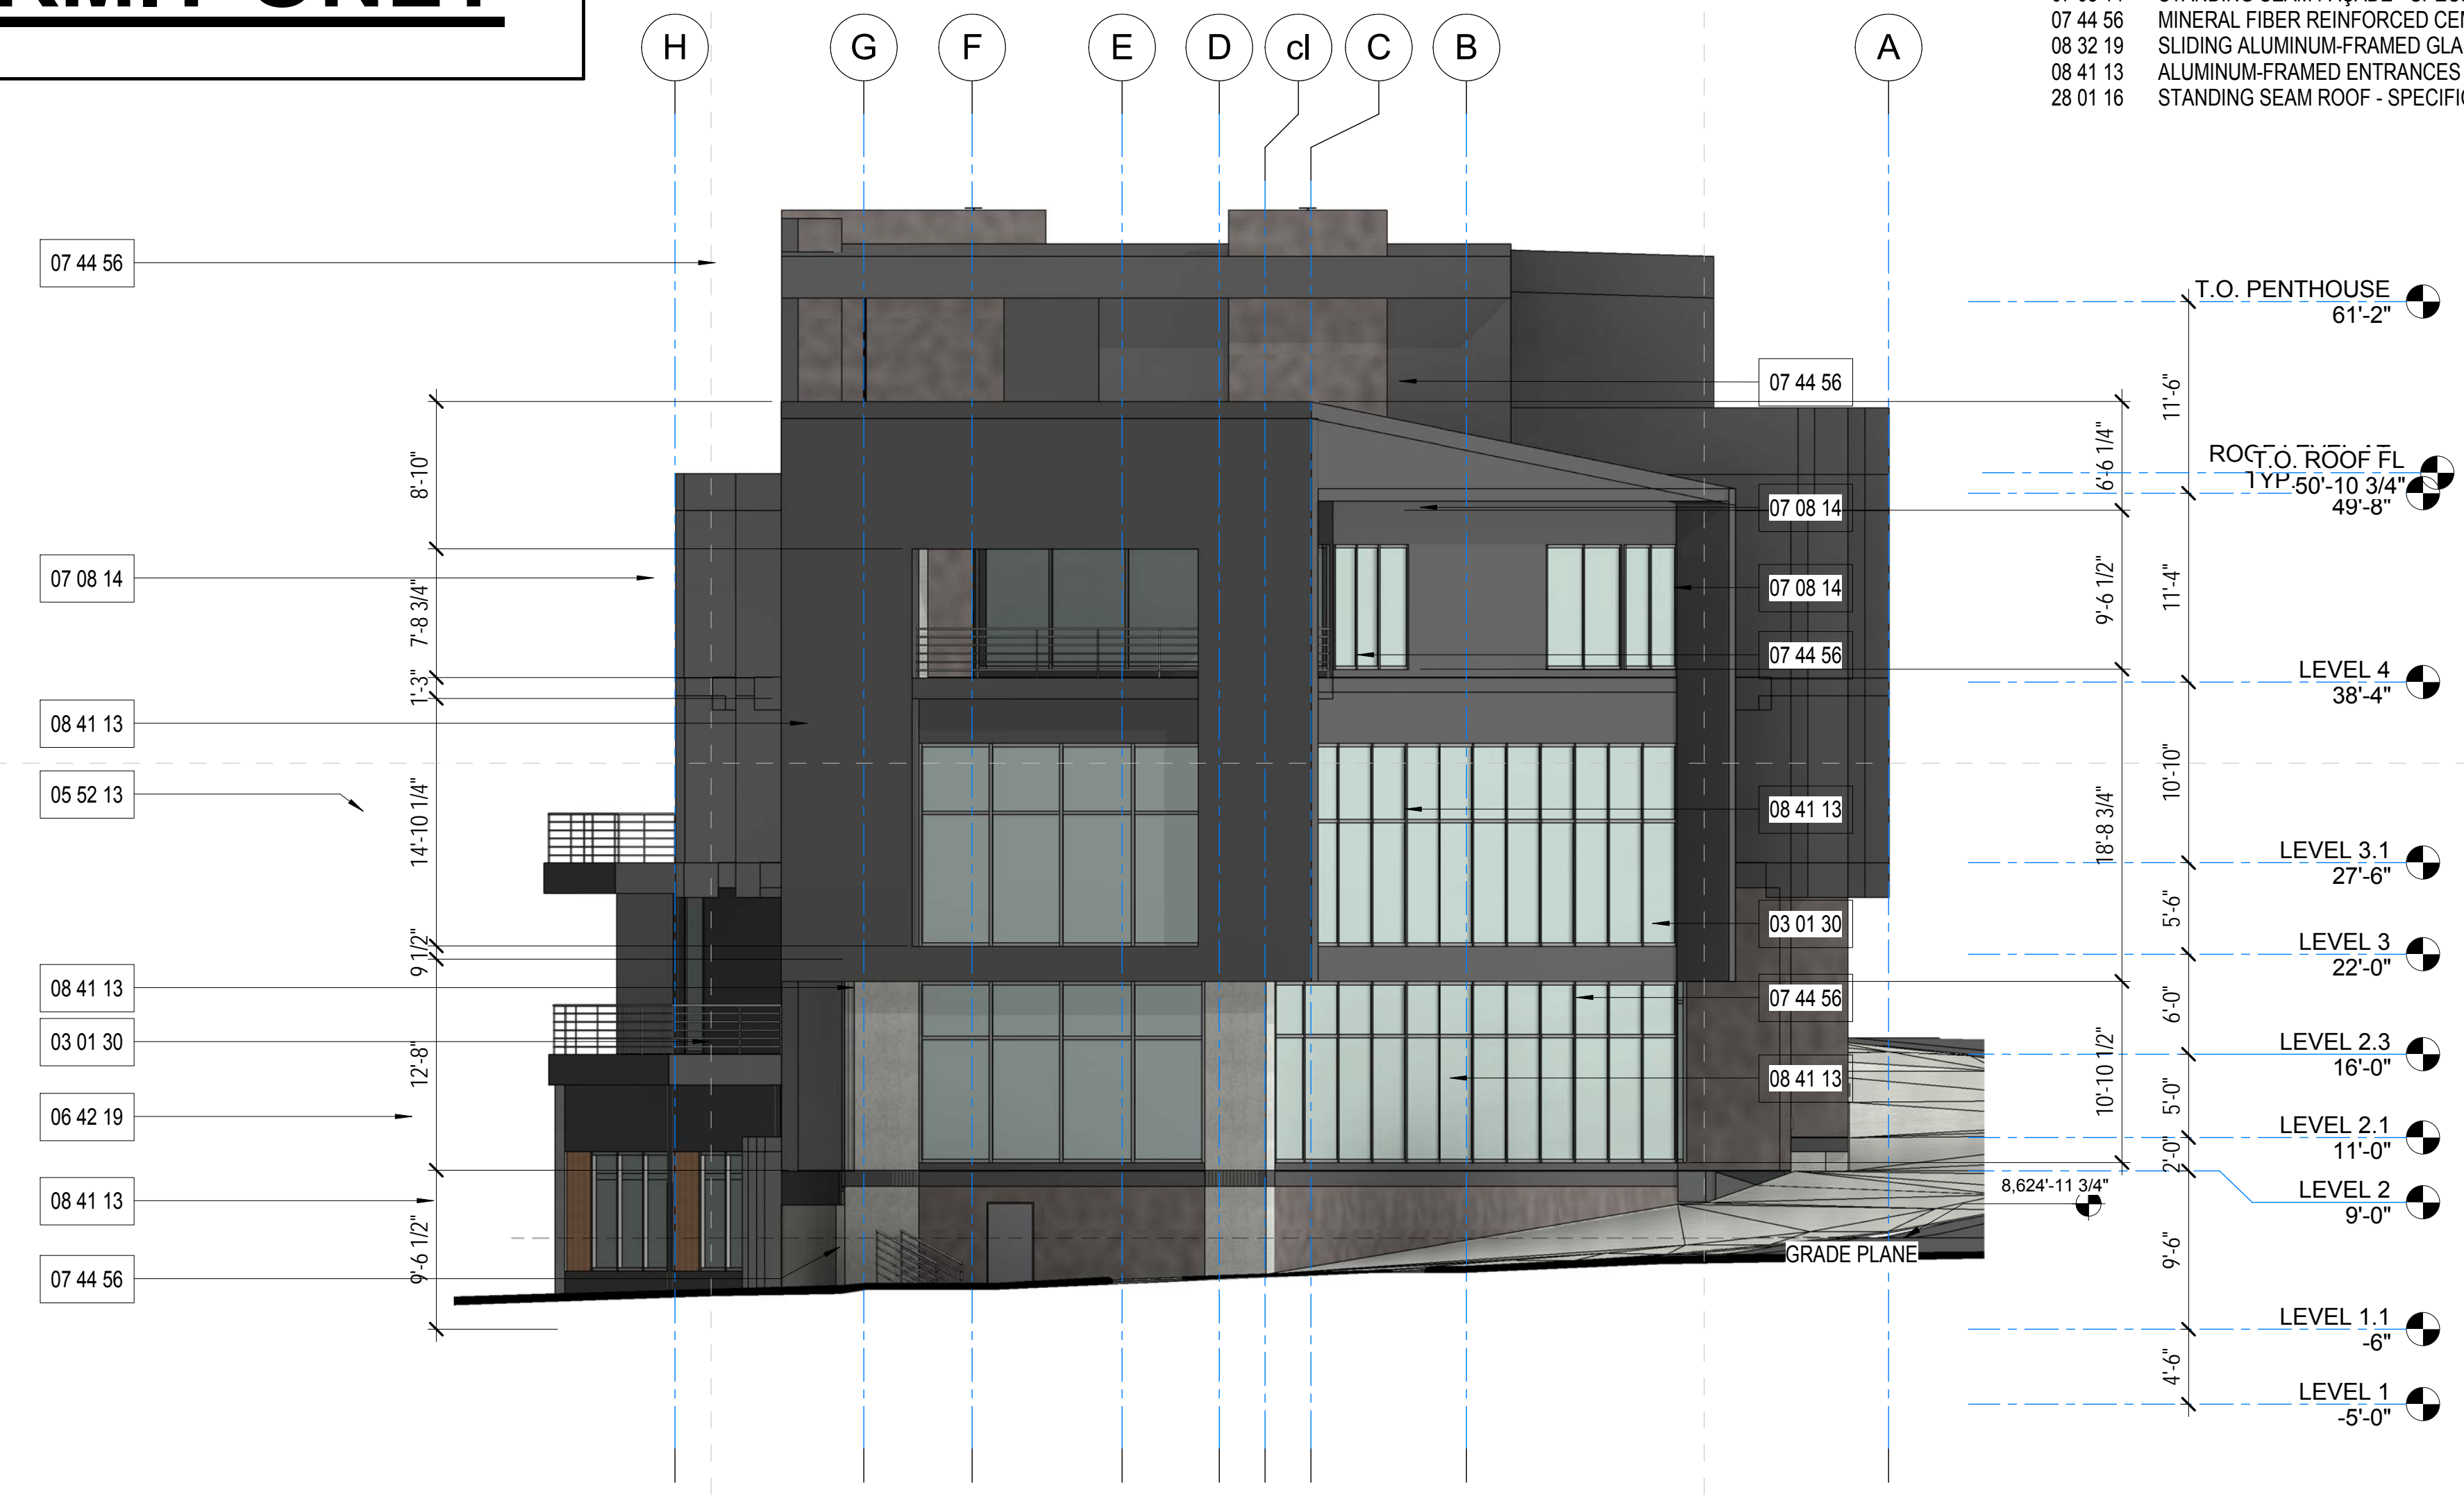 H
G
F
E
D
cl
C
B
A
07 44 56 MINERAL FIBER REINFORCED
08 32 19 SLIDING ALUMINUM-FRAMED
08 41 13 ALUMINUM-FRAMED ENTRANCES
28 01 16 STANDING SEAM ROOF -
07 44 56
07 08 14
08 41 13
05 52 13
08 41 13
03 01 30
06 42 19
08 41 13
07 44 56
8'-10"
7'-8 3/4"
1'-3"
14'-10 1/4"
9 1/2"
12'-8"
9'-6 1/2"
07 44 56
07 08 14
07 08 14
07 44 56
08 41 13
03 01 30
07 44 56
08 41 13
6'-6 1/4"
9'-6 1/2"
18'-8 3/4"
10'-10 1/2"
11'-6"
11'-4"
10'-10"
5'-6"
6'-0"
5'-0"
2'-0"
9'-6"
4'-6"
T.O. PENTHOUSE
61'-2"
T.O. ROOF FL
TYP.
50'-10 3/4"
49'-8"
LEVEL 4
38'-4"
LEVEL 3.1
27'-6"
LEVEL 3
22'-0"
LEVEL 2.3
16'-0"
LEVEL 2.1
11'-0"
LEVEL 2
9'-0"
8,624'-11 3/4"
GRADE PLANE
LEVEL 1.1
-6"
LEVEL 1
-5'-0"